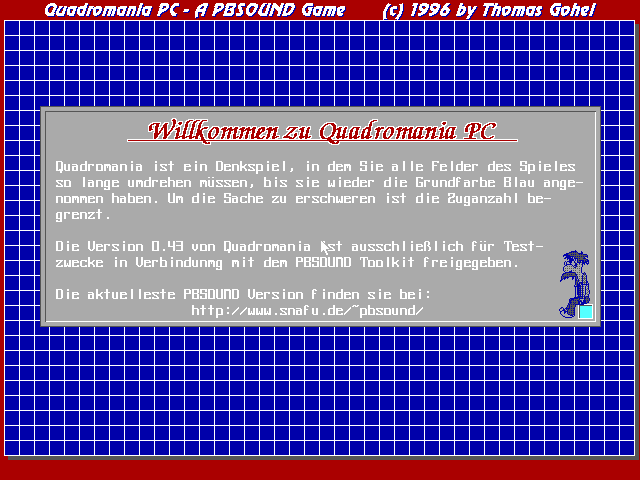 Quadromania PC - A PBSOUND Game (c) 1996 by Thomas Gohel
Willkommen zu Quadromania PC
Quadromania ist ein Denkspiel, in dem Sie alle Felder des Spieles
so lange umdrehen müssen, bis sie wieder die Grundfarbe Blau ange-
nommen haben. Um die Sache zu erschweren ist die Zuganzahl be-
grenzt.
Die Version 0.43 von Quadromania ist ausschließlich für Test-
zwecke in Verbindunmg mit dem PBSOUND Toolkit freigegeben.
Die aktuelleste PBSOUND Version finden sie bei:
http://www.snafu.de/~pbsound/